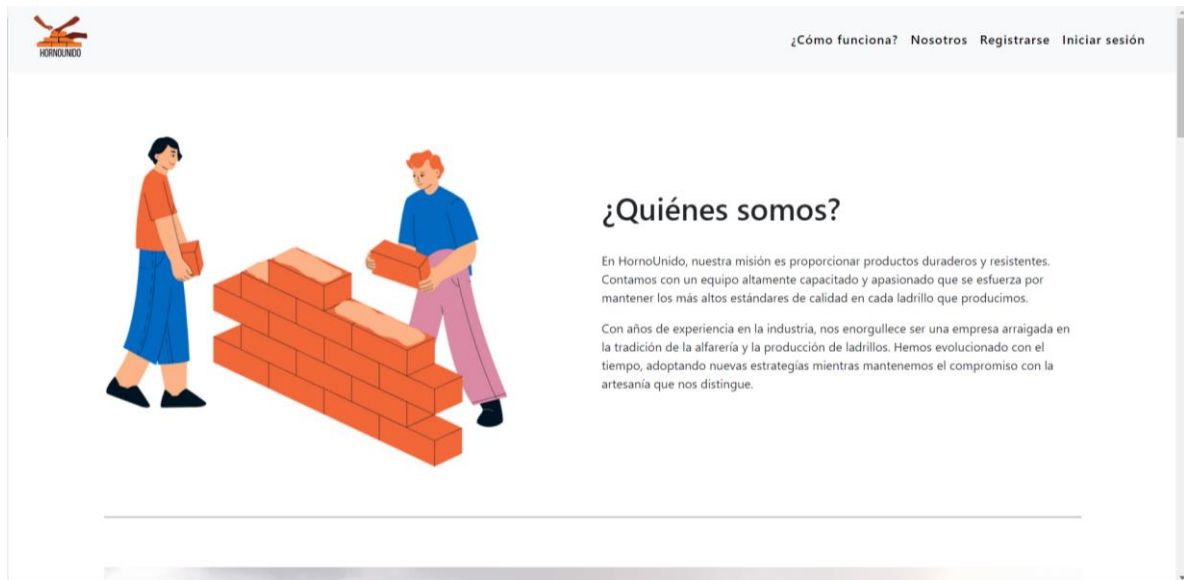 HORNOUNIDO
¿Cómo funciona? Nosotros Registrarse Iniciar sesión
¿Quiénes somos?
En HornoUnido, nuestra misión es proporcionar productos duraderos y resistentes.
Contamos con un equipo altamente capacitado y apasionado que se esfuerza por
mantener los más altos estándares de calidad en cada ladrillo que producimos.
Con años de experiencia en la industria, nos enorgullece ser una empresa arraigada en
la tradición de la alfarería y la producción de ladrillos. Hemos evolucionado con el
tiempo, adoptando nuevas estrategías mientras mantenemos el compromiso con la
artesanía que nos distingue.